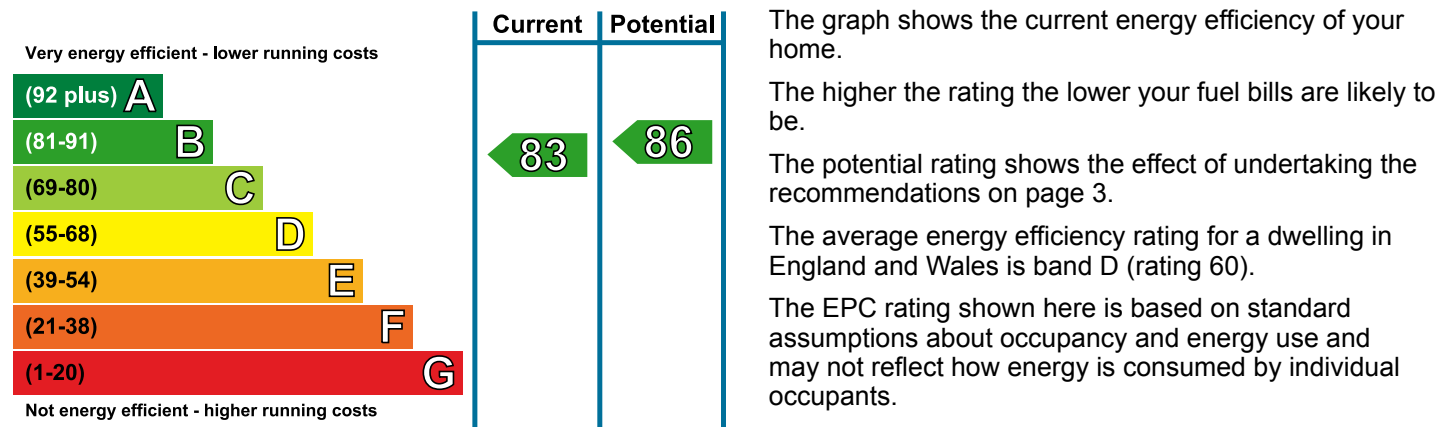 Current Potential
Very energy efficient - lower running costs
(92 plus) A
(81-91) B
(69-80) C
(55-68) D
(39-54) E
(21-38) F
(1-20) G
Not energy efficient - higher running costs
83
86
The graph shows the current energy efficiency of your
home.
The higher the rating the lower your fuel bills are likely to
be.
The potential rating shows the effect of undertaking the
recommendations on page 3.
The average energy efficiency rating for a dwelling in
England and Wales is band D (rating 60).
The EPC rating shown here is based on standard
assumptions about occupancy and energy use and
may not reflect how energy is consumed by individual
occupants.